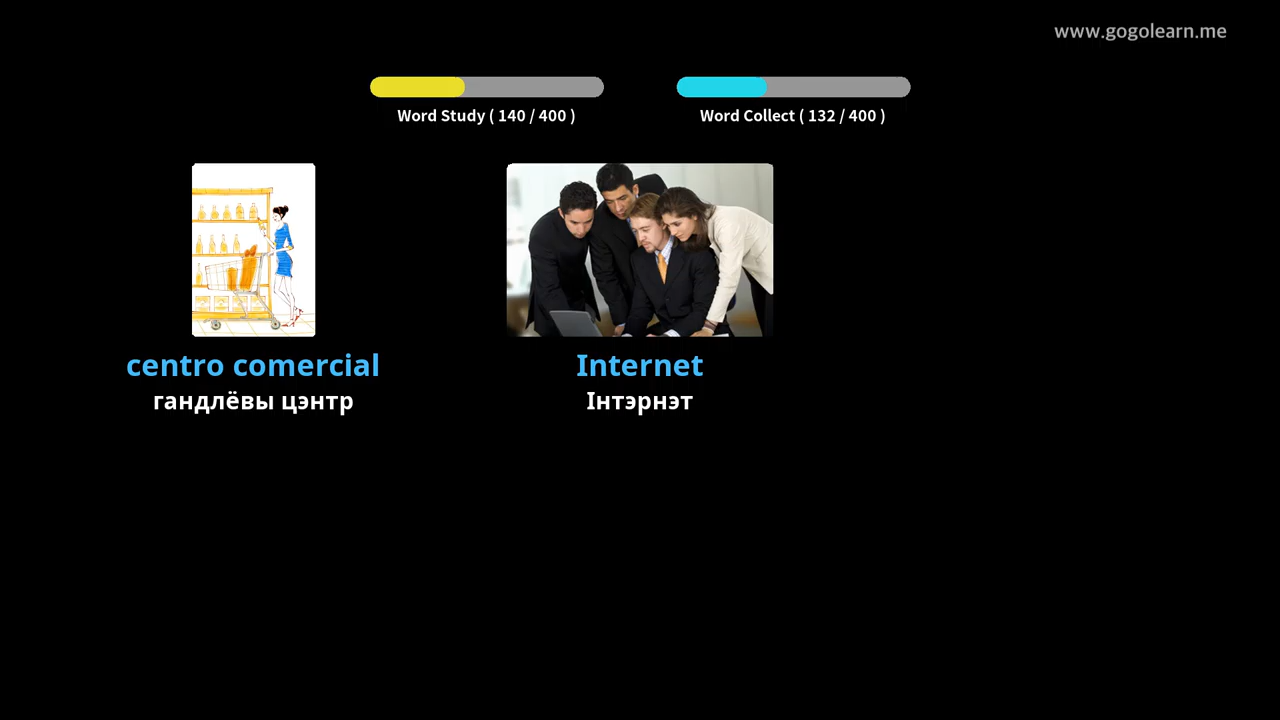 www.gogolearn.me
Word Study ( 140 / 400 )
Word Collect ( 132 / 400 )
centro comercial
гандлёвы цэнтр
Internet
Інтэрнэт